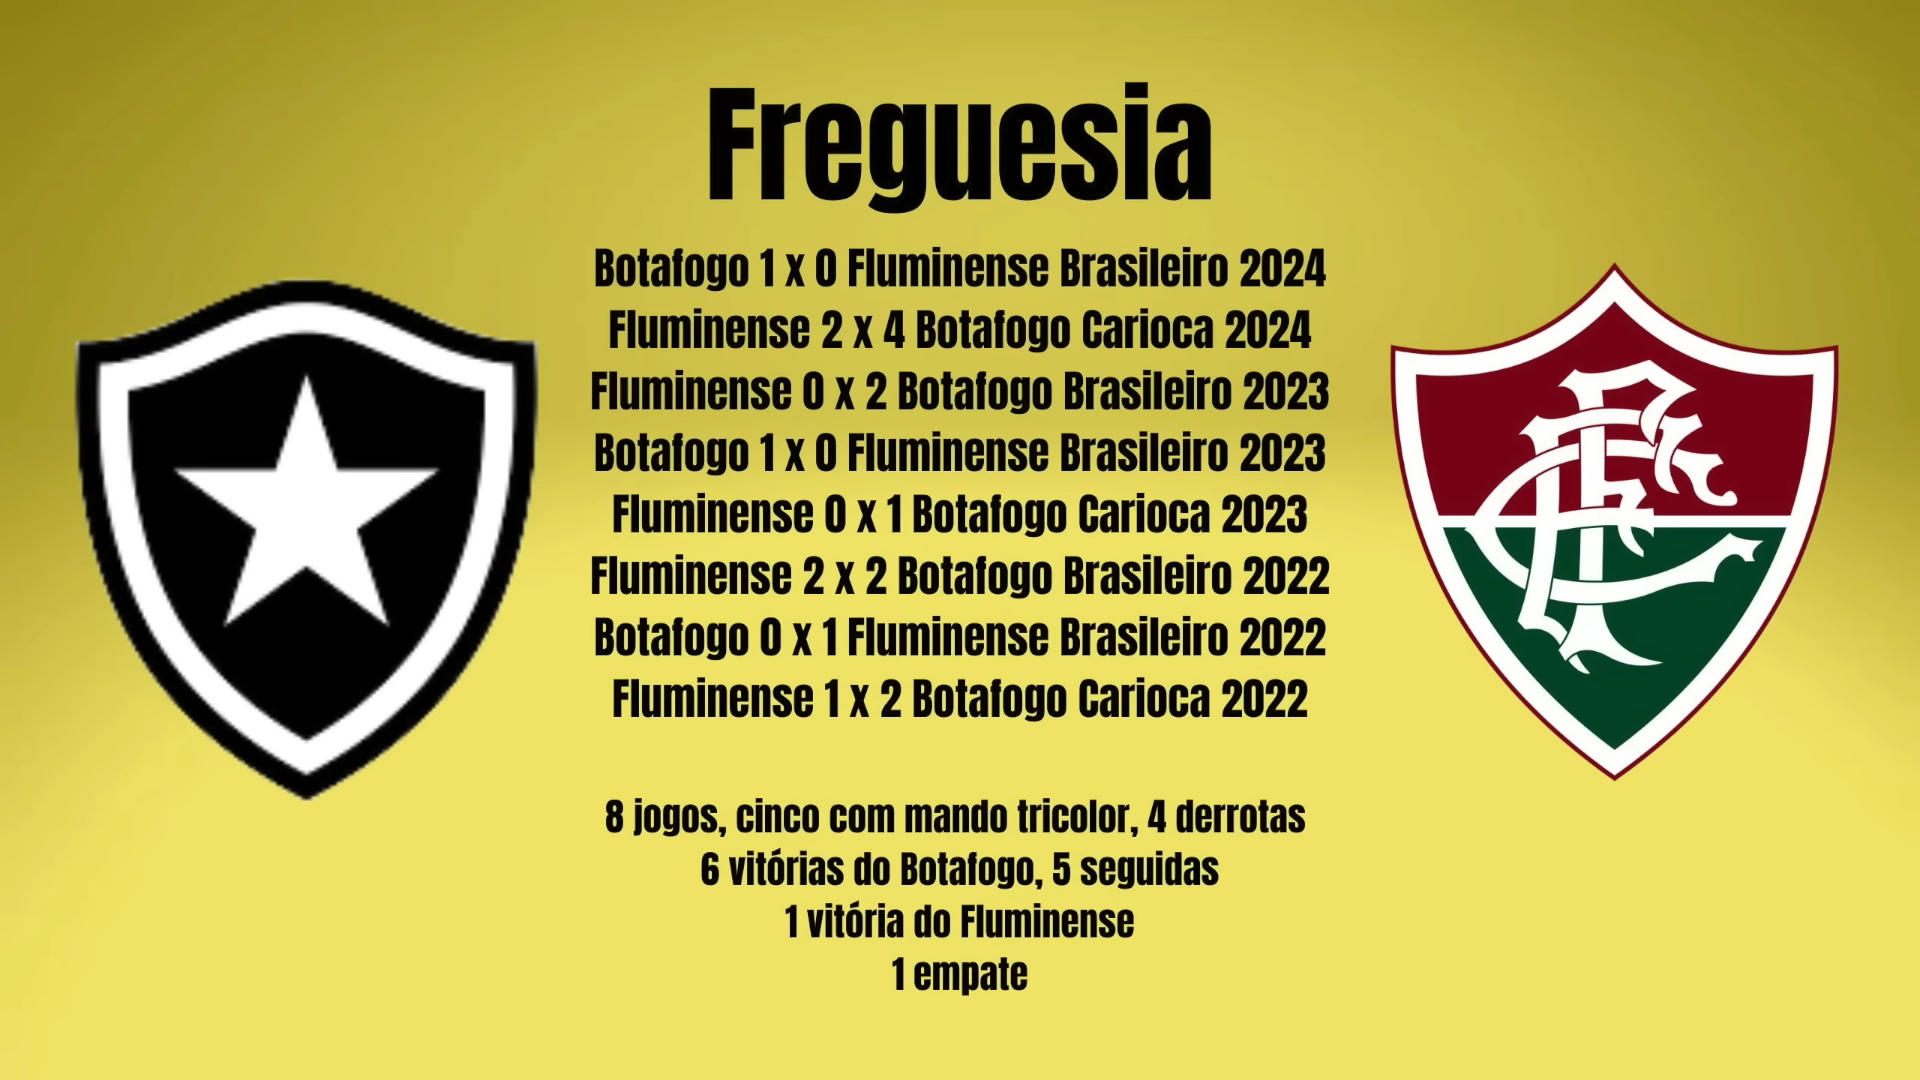 Freguesia
Botafogo 1 x 0 Fluminense Brasileiro 2024
Fluminense 2 x 4 Botafogo Carioca 2024
Fluminense 0 x 2 Botafogo Brasileiro 2023
Botafogo 1 x 0 Fluminense Brasileiro 2023
Fluminense 0 x 1 Botafogo Carioca 2023
Fluminense 2 x 2 Botafogo Brasileiro 2022
Botafogo 0 x 1 Fluminense Brasileiro 2022
Fluminense 1 x 2 Botafogo Carioca 2022
8 jogos, cinco com mando tricolor, 4 derrotas
6 vitórias do Botafogo, 5 seguidas
1 vitória do Fluminense
1 empate